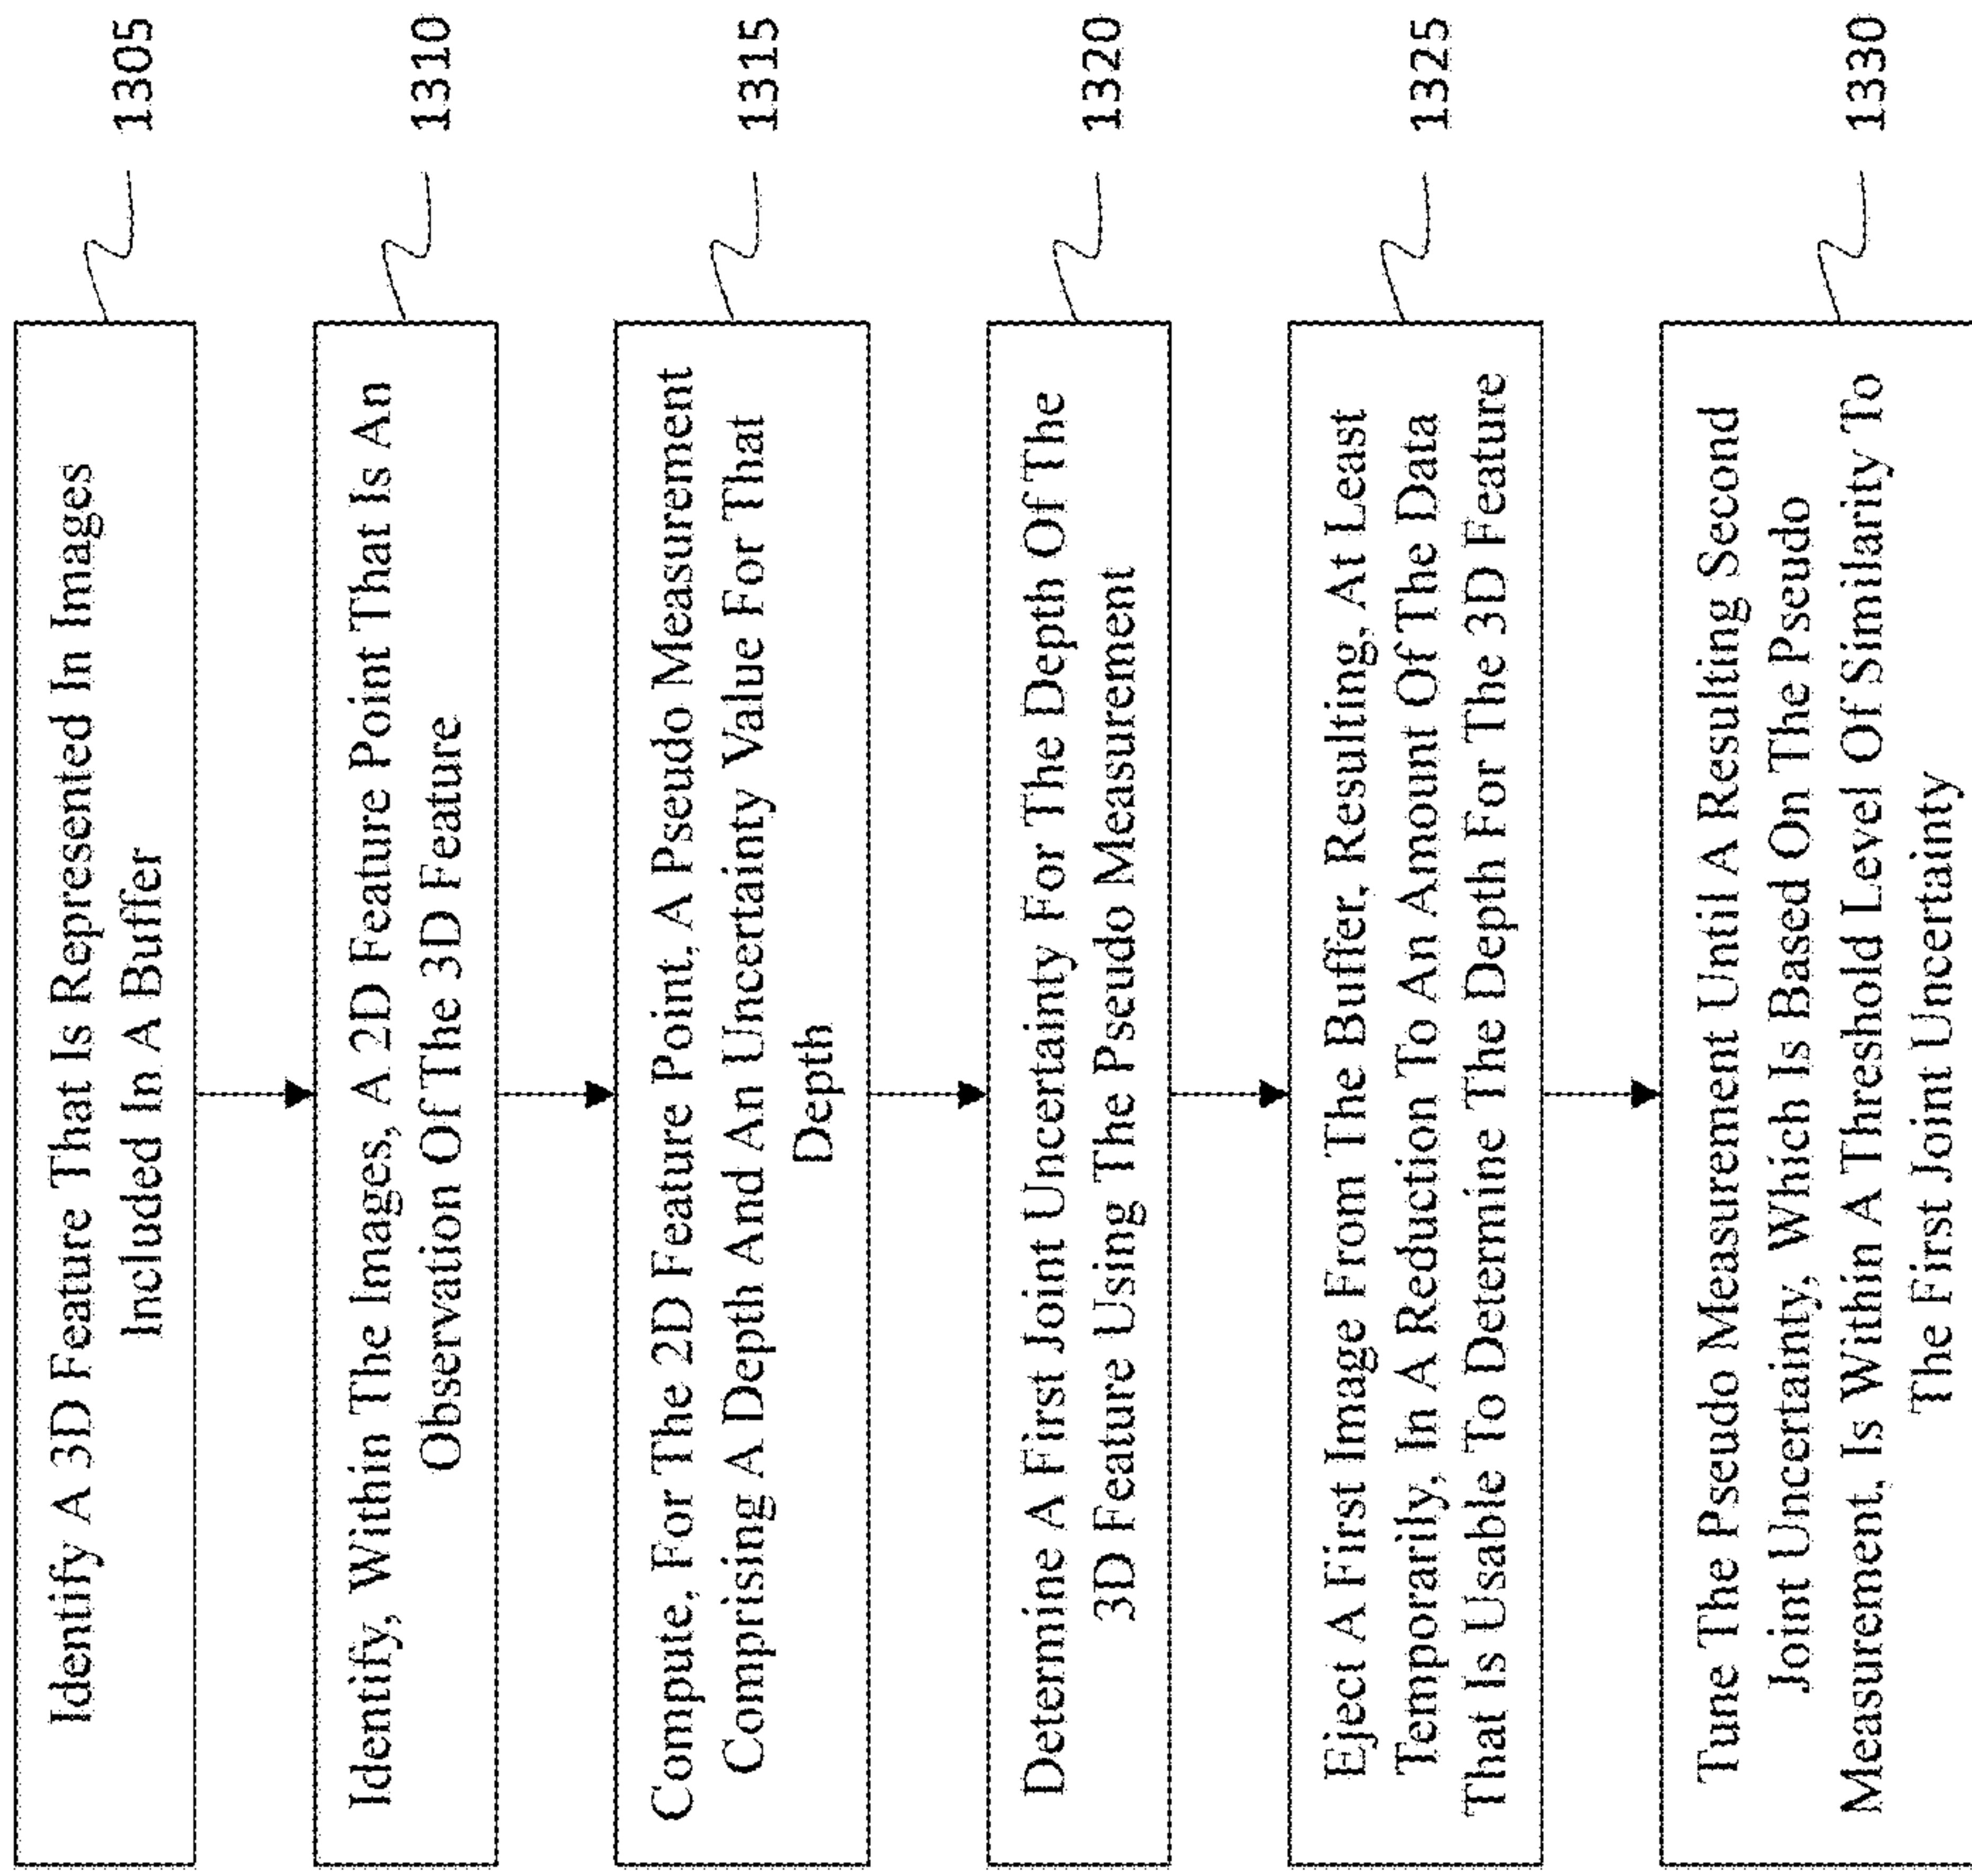 Identify A 3D Feature That Is Represented In Images
Included In A Buffer
1305
Identify, Within The Images, A 2D Feature Point That Is An
Observation Of The 3D Feature
1310
Compute, For The 2D Feature Point, A Pseudo Measurement
Comprising A Depth And An Uncertainty Value For That
Depth
1315
Determine A First Joint Uncertainty For The Depth Of The
3D Feature Using The Pseudo Measurement
1320
Eject A First Image From The Buffer, Resulting, At Least
Temporarily, In A Reduction To An Amount Of The Data
That Is Usable To Determine The Depth For The 3D Feature
1325
Tune The Pseudo Measurement Until A Resulting Second
Joint Uncertainty, Which Is Based On The Pseudo
Measurement, Is Within A Threshold Level Of Similarity To
The First Joint Uncertainty
1330